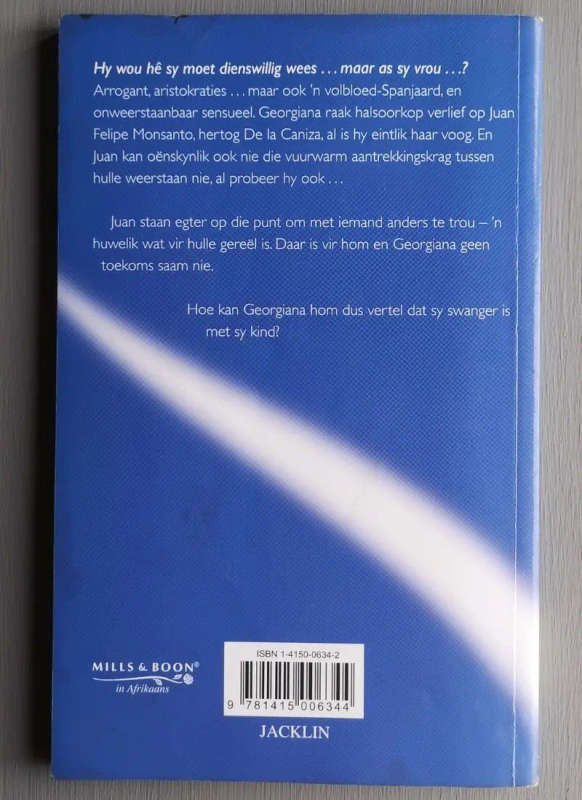 Hy wou hê sy moet dienswillig wees … maar as sy vrou …?
Arrogant, aristokraties … maar ook 'n volbloed-Spanjaard, en
onweerstaanbaar sensueel. Georgiana raak halsoorkop verlief op Juan
Felipe Monsanto, hertog De la Caniza, al is hy eintlik haar voog. En
Juan kan oënskynlik ook nie die vuurwarm aantrekkingskrag tussen
hulle weerstaan nie, al probeer hy ook …
Juan staan egter op die punt om met iemand anders te trou – 'n
huwelik wat vir hulle gereël is. Daar is vir hom en Georgiana geen
toekoms saam nie.
Hoe kan Georgiana hom dus vertel dat sy swanger is
met sy kind?
ISBN 1-4150-0634-2
MILLS & BOON®
in Afrikaans
9 781415 006344
JACKLIN